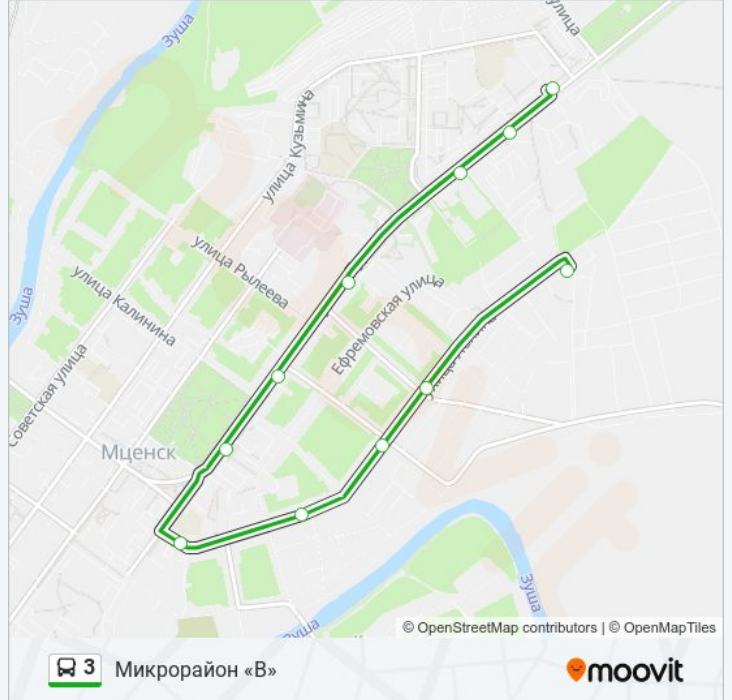 Зуша
улица
улица Кузьмича
улица Рылеева
улица Калинина
Ефремовская улица
Зуша
Советская улица
Мценск
Зуша
Зуша
© OpenStreetMap contributors | © OpenMapTiles
3 Микрорайон «В» moovit